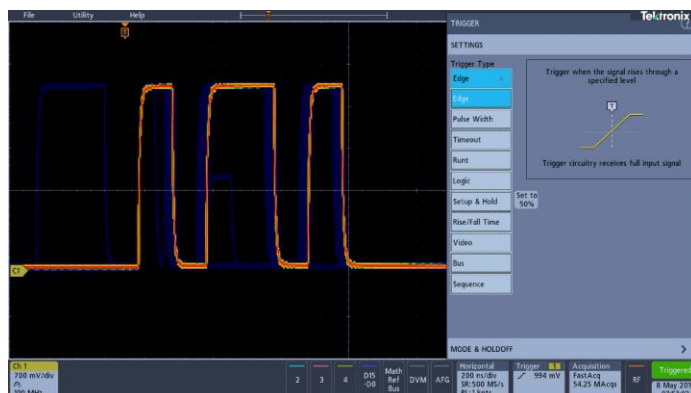 File Utility Help
Tektronix
TRIGGER
SETTINGS
Trigger Type
Edge
Edge
Pulse Width
Timeout
Runt
Logic
Setup & Hold
Rise/Fall Time
Video
Bus
Sequence
Set to
50%
Trigger when the signal rises through a
specified level
T
Trigger circuitry receives full input signal
MODE & HOLDOFF
T
C1
Ch 1
700 mV/div
2
3
4
D15
-D0
Math
Ref
Bus
DVM
AFG
Horizontal
200 ns/div
SR: 500 MS/s
Trigger 1
994 mV
Acquisition
FastAcq
54.25 MAcqs
RF
Triggered